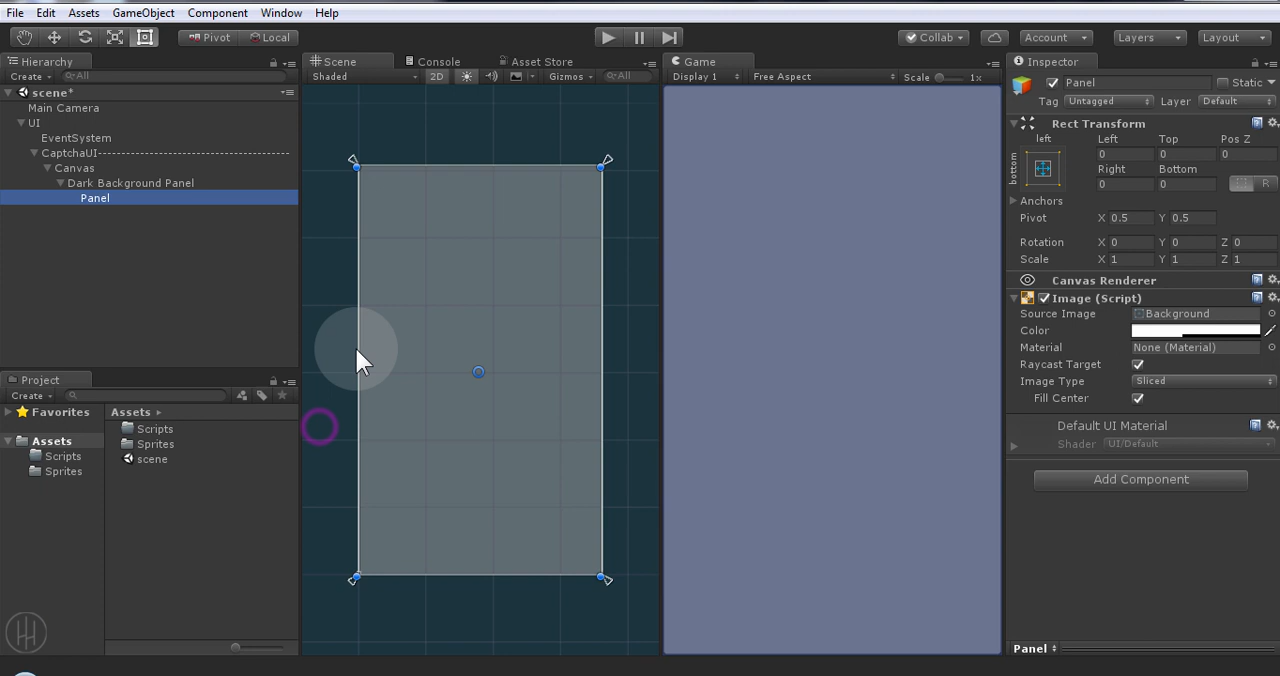 File Edit Assets GameObject Component Window Help
Pivot Local Collab Account Layers Layout
Hierarchy
Create All
scene*
Main Camera
UI
EventSystem
CaptchaUI--------------------------------------------
Canvas
Dark Background Panel
Panel
Project
Create
Favorites
Assets
Scripts
Sprites
Assets
Scripts
Sprites
scene
Scene Console Asset Store
Shaded 2D Gizmos All
Game
Display 1 Free Aspect Scale 1x
Inspector
Panel Static
Tag Untagged Layer Default
Rect Transform
left Left Top Pos Z
bottom 0 0 0
Right Bottom
0 0 R
Anchors
Pivot X 0.5 Y 0.5
Rotation X 0 Y 0 Z 0
Scale X 1 Y 1 Z 1
Canvas Renderer
Image (Script)
Source Image Background
Color
Material None (Material)
Raycast Target
Image Type Sliced
Fill Center
Default UI Material
Shader UI/Default
Add Component
Panel